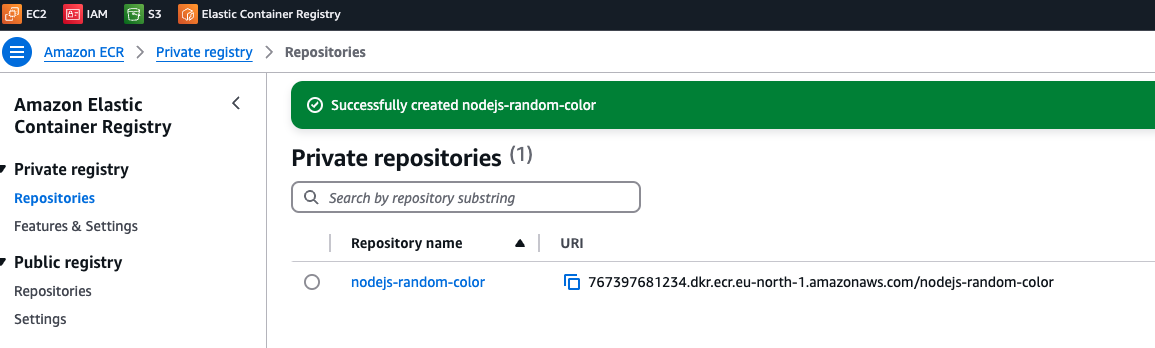 EC2 IAM S3 Elastic Container Registry
Amazon ECR Private registry Repositories
Amazon Elastic
Container Registry
Private registry
Repositories
Features & Settings
Public registry
Repositories
Settings
Successfully created nodejs-random-color
Private repositories (1)
Search by repository substring
Repository name URI
nodejs-random-color 767397681234.dkr.ecr.eu-north-1.amazonaws.com/nodejs-random-color